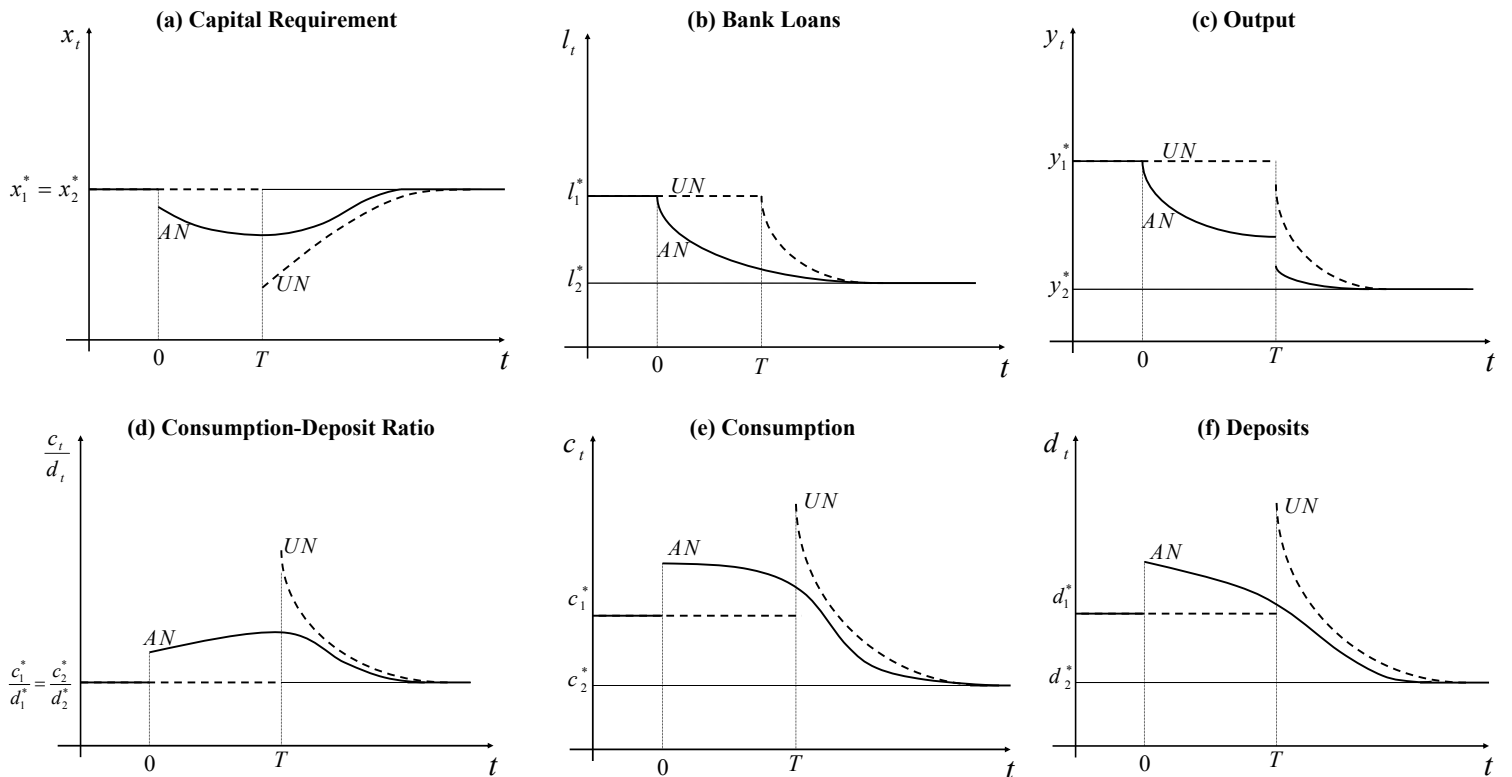 (a) Capital Requirement
x_t
x_1^* = x_2^*
AN
UN
0
T
t
(b) Bank Loans
l_t
UN
l_1^*
AN
l_2^*
0
T
t
(c) Output
y_t
y_1^*
UN
AN
y_2^*
0
T
t
(d) Consumption-Deposit Ratio
c_t
d_t
UN
AN
c_1^* = c_2^*
d_1^* d_2^*
0
T
t
(e) Consumption
c_t
UN
AN
c_1^*
c_2^*
0
T
t
(f) Deposits
d_t
UN
AN
d_1^*
d_2^*
0
T
t